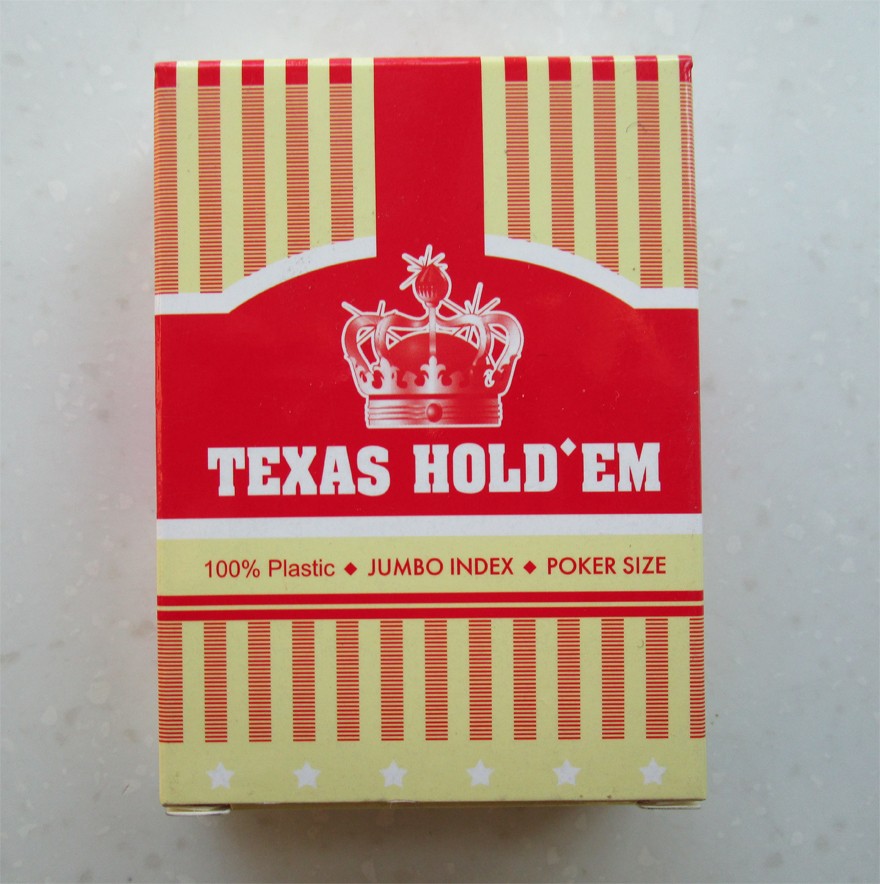 TEXAS HOLD'EM
100% Plastic ◆ JUMBO INDEX ◆ POKER SIZE